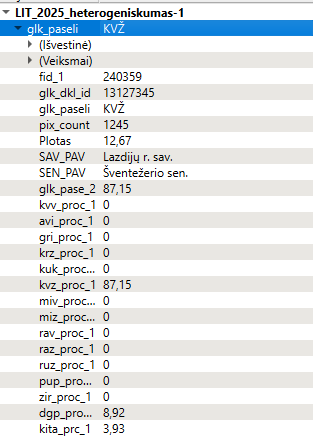 LIT_2025_heterogeniskumas-1
glk_paseli KVŽ
(Išvestinė)
(Veiksmai)
fid_1 240359
glk_dkl_id 13127345
glk_paseli KVŽ
pix_count 1245
Plotas 12,67
SAV_PAV Lazdijų r. sav.
SEN_PAV Šventežerio sen.
glk_pase_2 87,15
kvv_proc_1 0
avi_proc_1 0
gri_proc_1 0
krz_proc_1 0
kuk_proc... 0
kvz_proc_1 87,15
miv_proc... 0
miz_proc... 0
rav_proc_1 0
raz_proc_1 0
ruz_proc_1 0
pup_proc... 0
zir_proc_1 0
dgp_pro... 8,92
kita_prc_1 3,93